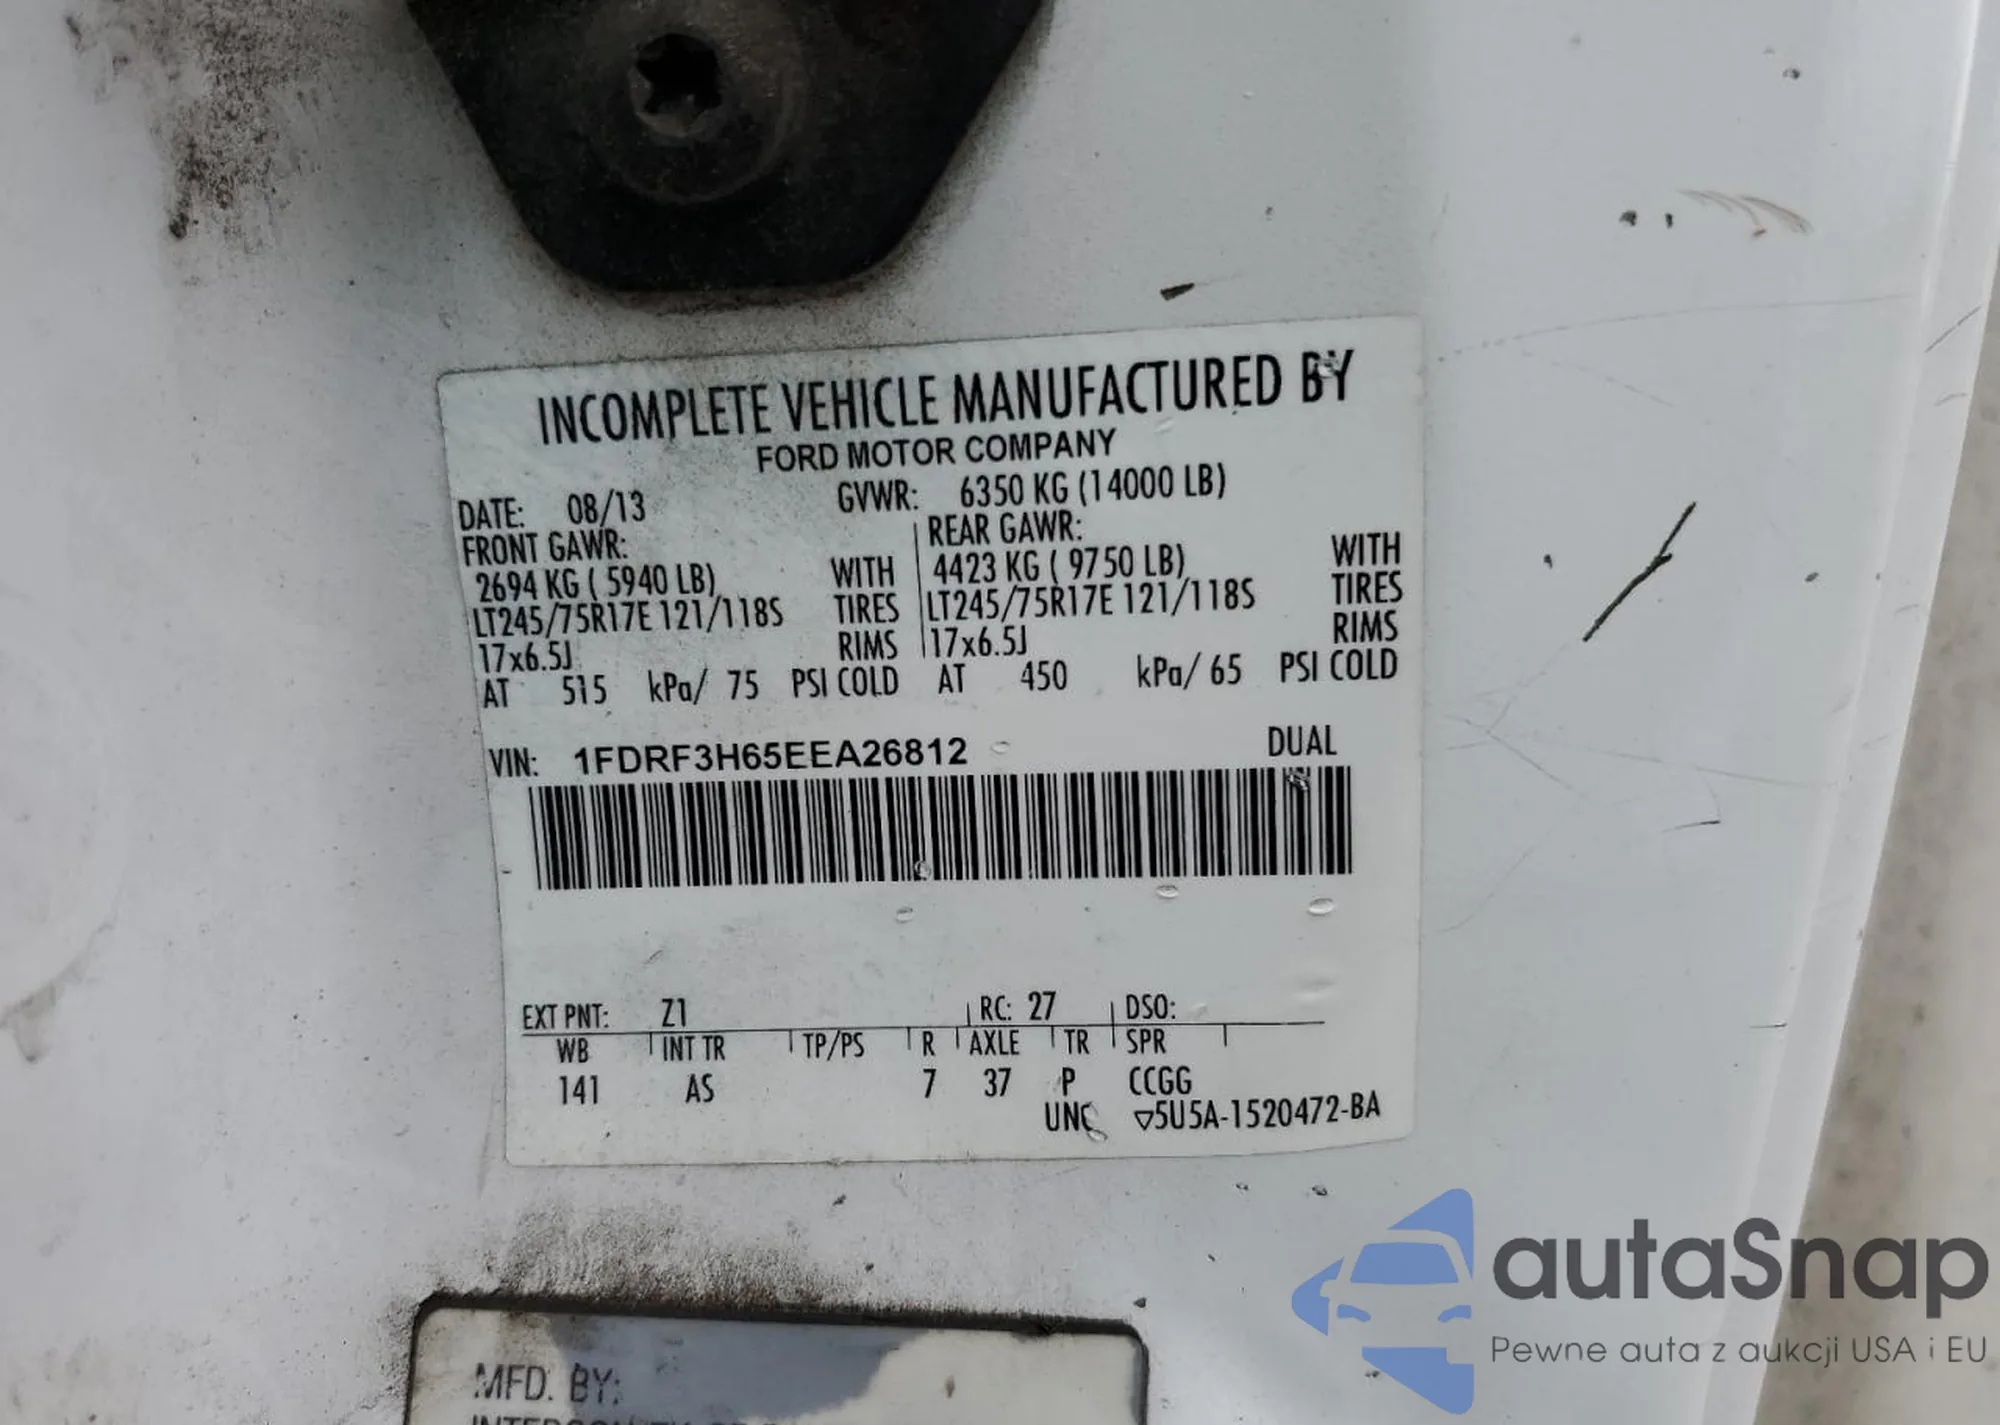 INCOMPLETE VEHICLE MANUFACTURED BY
FORD MOTOR COMPANY
DATE: 08/13 GVWR: 6350 KG (14000 LB)
FRONT GAWR: REAR GAWR:
2694 KG ( 5940 LB) WITH 4423 KG ( 9750 LB) WITH
LT245/75R17E 121/118S TIRES LT245/75R17E 121/118S TIRES
17x6.5J RIMS 17x6.5J RIMS
AT 515 kPa/ 75 PSI COLD AT 450 kPa/ 65 PSI COLD
VIN: 1FDRF3H65EEA26812 DUAL
EXT PNT: Z1 RC: 27 DSO:
WB INT TR TP/PS R AXLE TR SPR
141 AS 7 37 P CCGG
UNC ▽5U5A-1520472-BA
MFD. BY:
autaSnap
Pewne auta z aukcji USA i EU